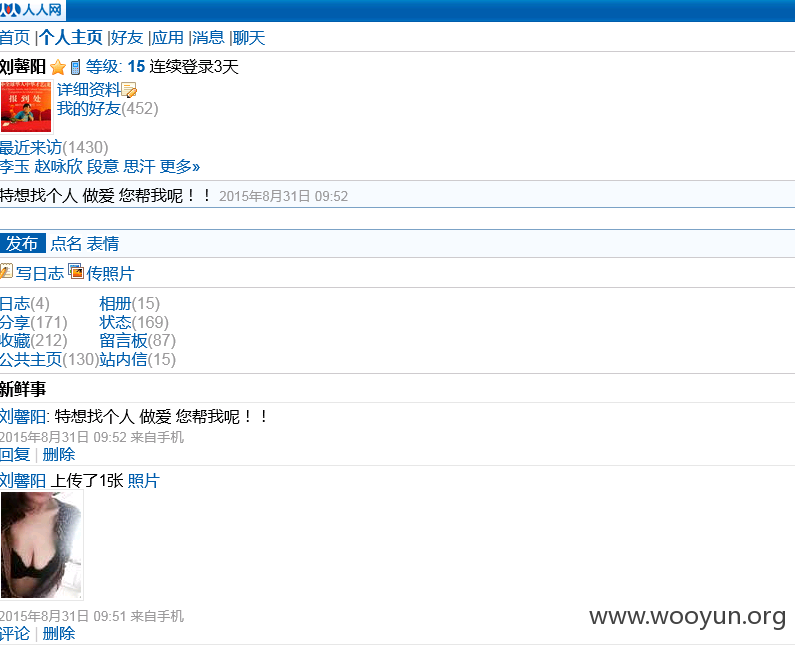 人人网
首页 |个人主页 |好友 |应用 |消息 |聊天
刘馨阳 等级: 15 连续登录3天
报到处
详细资料
我的好友(452)
最近来访(1430)
李玉 赵咏欣 段意 思汗 更多»
特想找个人 做爱 您帮我呢！！ 2015年8月31日 09:52
发布 点名 表情
写日志 传照片
日志(4) 相册(15)
分享(171) 状态(169)
收藏(212) 留言板(87)
公共主页(130)站内信(15)
新鲜事
刘馨阳: 特想找个人 做爱 您帮我呢！！
2015年8月31日 09:52 来自手机
回复 | 删除
刘馨阳 上传了1张 照片
2015年8月31日 09:51 来自手机
评论 | 删除
www.wooyun.org